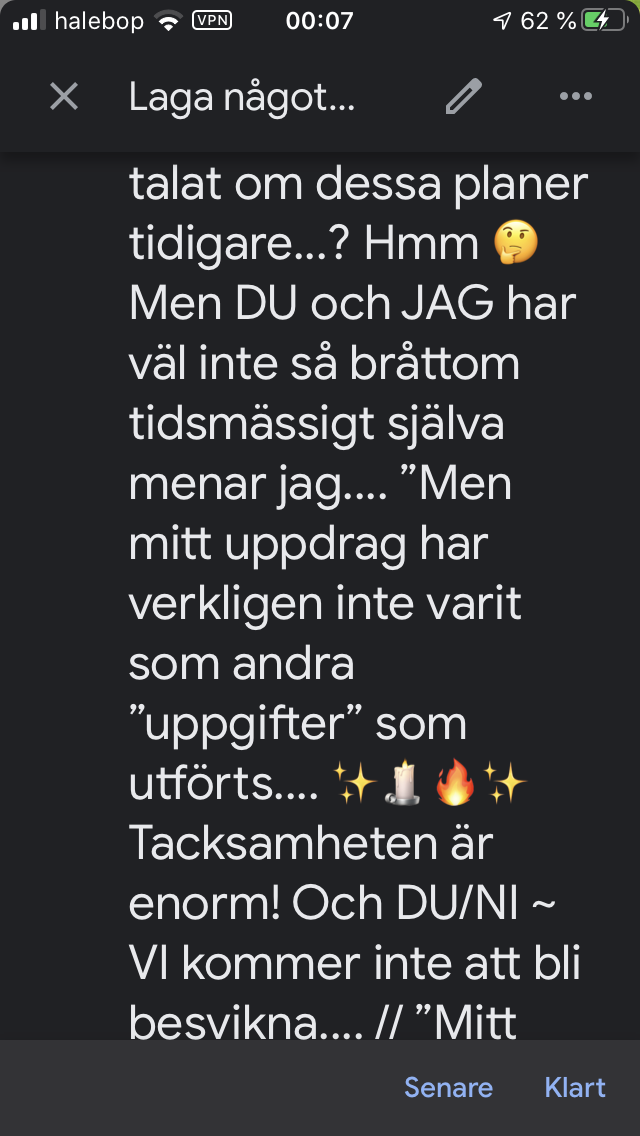 halebop VPN 00:07 62 %
Laga något...
talat om dessa planer
tidigare...? Hmm 🤔
Men DU och JAG har
väl inte så bråttom
tidsmässigt själva
menar jag.... ”Men
mitt uppdrag har
verkligen inte varit
som andra
”uppgifter” som
utförts.... ✨🕯️🔥✨
Tacksamheten är
enorm! Och DU/NI ~
VI kommer inte att bli
besvikna.... // ”Mitt
Senare Klart